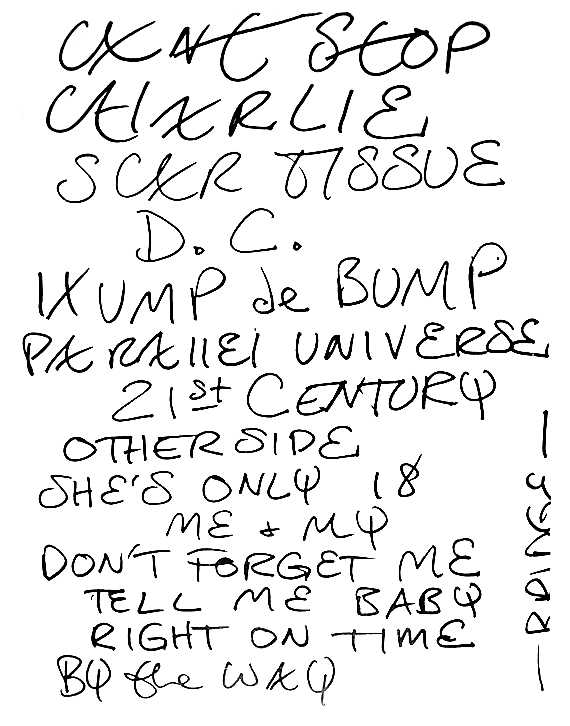 CANT STOP
CHARLIE
SCAR TISSUE
D.C.
HUMP de BUMP
PARAllEl UNIVERSE
21st CENTURY
OTHERSIDE
SHE'S ONLY 18
ME & MY
DON'T FORGET ME
TELL ME BABY
RIGHT ON TIME
BY the WAY